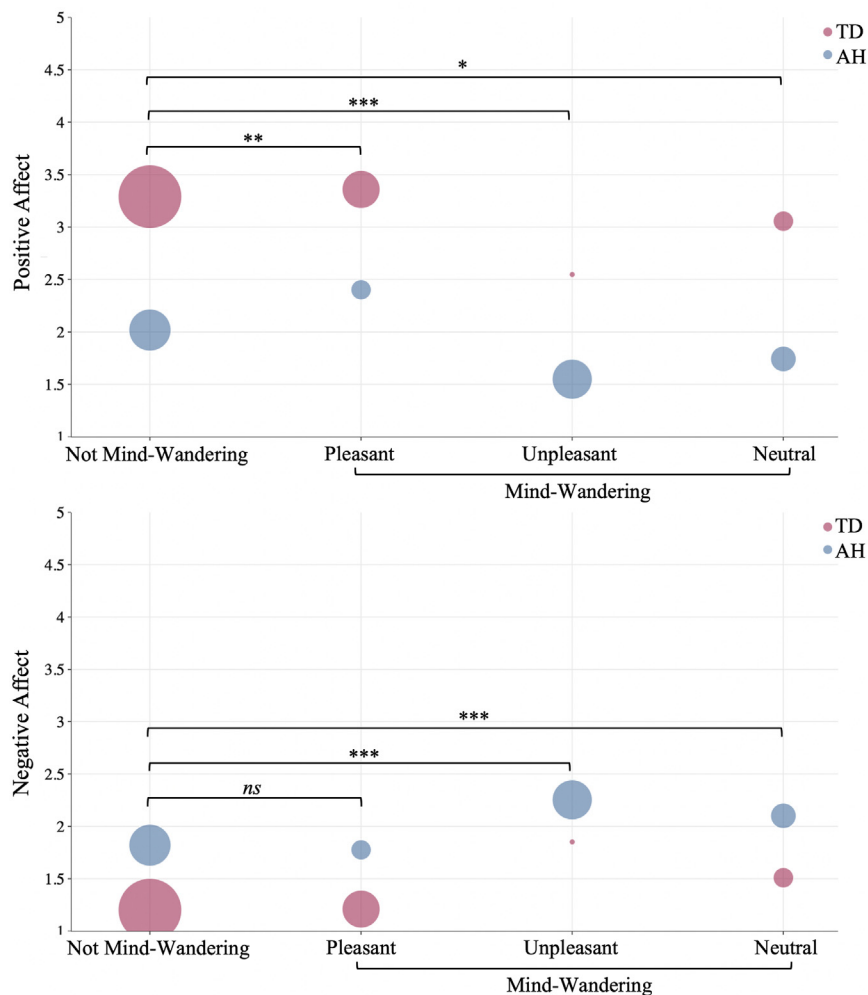 5
TD
AH
4.5
*
***
4
**
3.5
3
Positive Affect
2.5
2
1.5
1
Not Mind-Wandering Pleasant Unpleasant Neutral
Mind-Wandering
5
TD
AH
4.5
4
3.5
3
Negative Affect
***
***
2.5
ns
2
1.5
1
Not Mind-Wandering Pleasant Unpleasant Neutral
Mind-Wandering